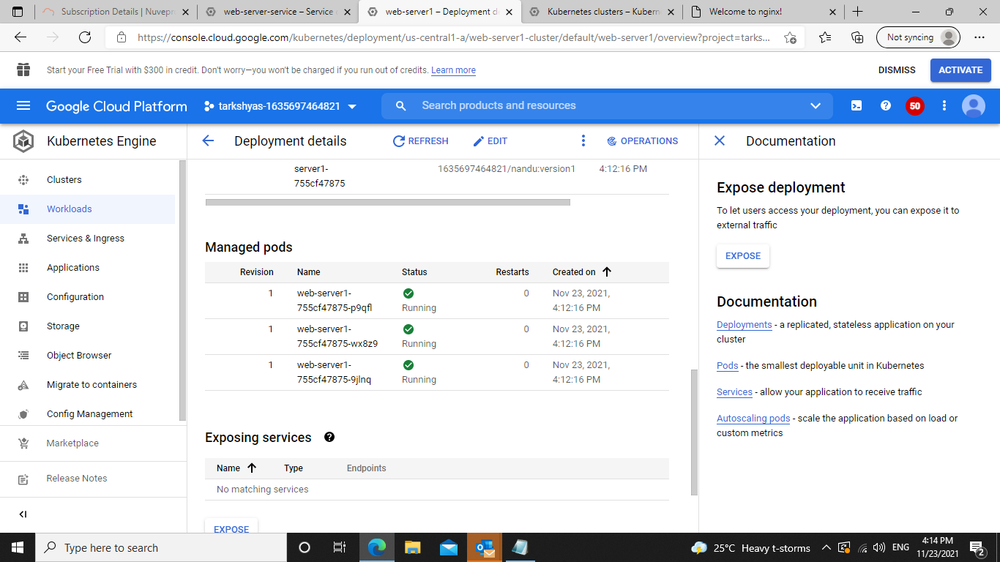 Subscription Details | Nuvep
web-server-service – Service
web-server1 – Deployment d
Kubernetes clusters – Kubern
Welcome to nginx!
https://console.cloud.google.com/kubernetes/deployment/us-central1-a/web-server1-cluster/default/web-server1/overview?project=tarks...
Not syncing
Start your Free Trial with $300 in credit. Don't worry—you won't be charged if you run out of credits. Learn more
DISMISS
ACTIVATE
Google Cloud Platform
tarkshyas-1635697464821
Search products and resources
50
Kubernetes Engine
Clusters
Workloads
Services & Ingress
Applications
Configuration
Storage
Object Browser
Migrate to containers
Config Management
Marketplace
Release Notes
Deployment details
REFRESH
EDIT
OPERATIONS
server1-
755cf47875
1635697464821/nandu:version1
4:12:16 PM
Managed pods
Revision Name Status Restarts Created on
1 web-server1- 0 Nov 23, 2021,
755cf47875-p9qfl Running 4:12:16 PM
1 web-server1- 0 Nov 23, 2021,
755cf47875-wx8z9 Running 4:12:16 PM
1 web-server1- 0 Nov 23, 2021,
755cf47875-9jlnq Running 4:12:16 PM
Exposing services
Name Type Endpoints
No matching services
EXPOSE
Documentation
Expose deployment
To let users access your deployment, you can expose it to
external traffic
EXPOSE
Documentation
Deployments - a replicated, stateless application on your
cluster
Pods - the smallest deployable unit in Kubernetes
Services - allow your application to receive traffic
Autoscaling pods - scale the application based on load or
custom metrics
Type here to search
25°C Heavy t-storms
ENG
4:14 PM
11/23/2021
2